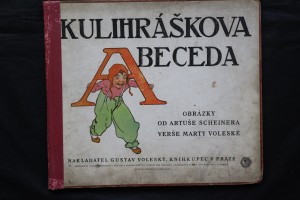 KULIHRÁŠKOVA
ABECEDA
OBRÁZKY
OD ARTUŠE SCHEINERA
VERŠE MARTY VOLESKÉ
NAKLADATEL GUSTAV VOLESKÝ, KNIHKUPEC V PRAZE